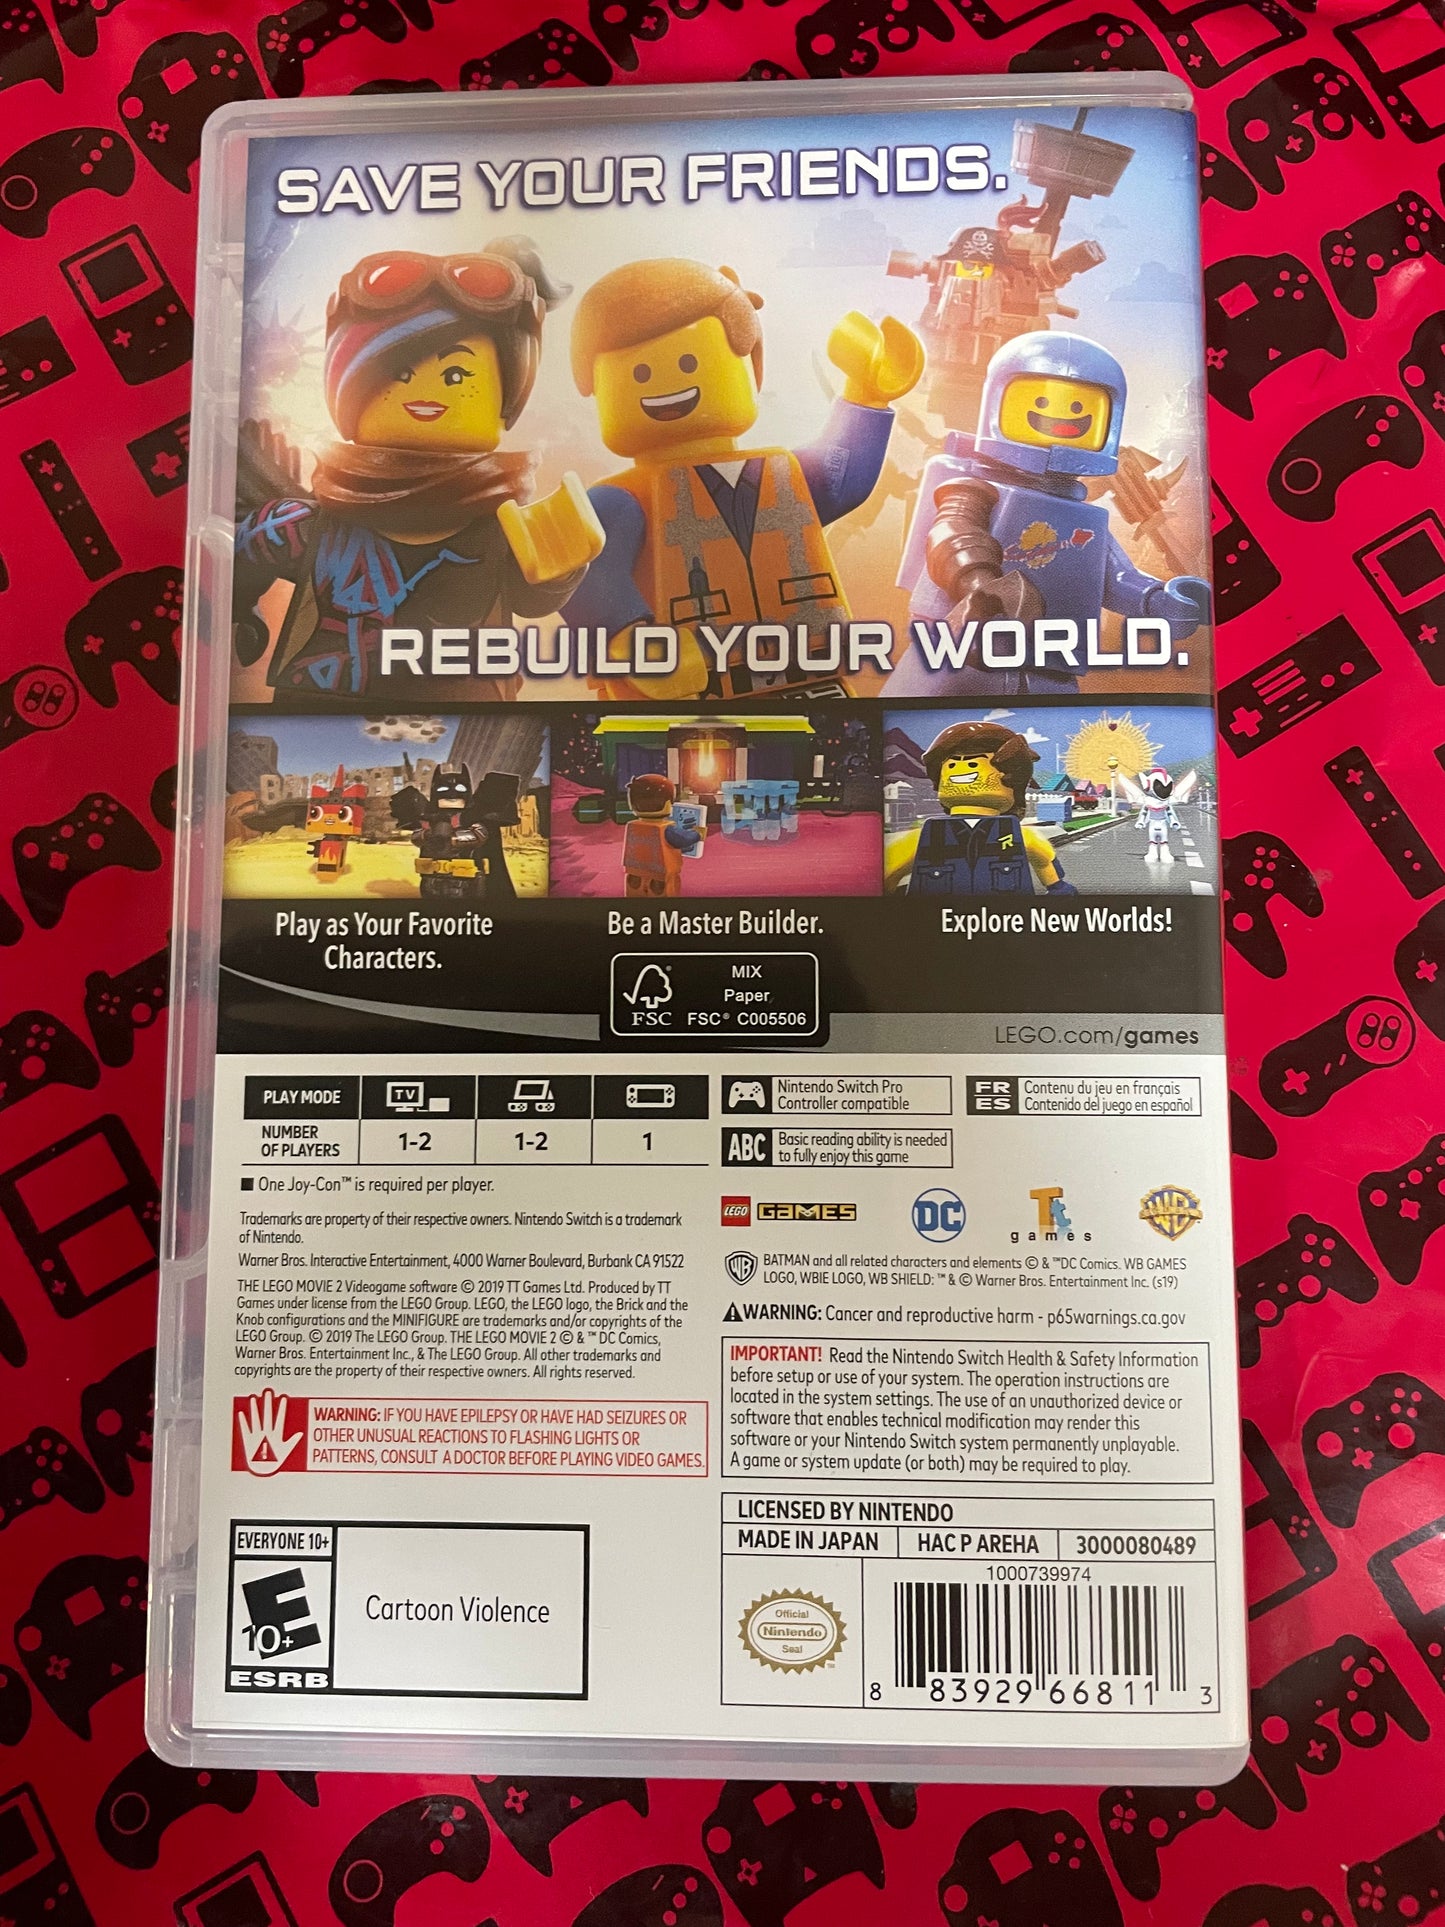 SAVE YOUR FRIENDS.
REBUILD YOUR WORLD.
Play as Your Favorite
Characters.
Be a Master Builder.
Explore New Worlds!
MIX
Paper
FSC
FSC® C005506
LEGO.com/games
PLAY MODE
TV
NUMBER
OF PLAYERS
1-2
1-2
1
■ One Joy-Con™ is required per player.
Nintendo Switch Pro
Controller compatible
FR
ES
Contenu du jeu en français
Contenido del juego en español
ABC
Basic reading ability is needed
to fully enjoy this game
Trademarks are property of their respective owners. Nintendo Switch is a trademark
of Nintendo.
Warner Bros. Interactive Entertainment, 4000 Warner Boulevard, Burbank CA 91522
THE LEGO MOVIE 2 Videogame software © 2019 TT Games Ltd. Produced by TT
Games under license from the LEGO Group. LEGO, the LEGO logo, the Brick and the
Knob configurations and the MINIFIGURE are trademarks and/or copyrights of the
LEGO Group. © 2019 The LEGO Group. THE LEGO MOVIE 2 © & ™ DC Comics,
Warner Bros. Entertainment Inc., & The LEGO Group. All other trademarks and
copyrights are the property of their respective owners. All rights reserved.
WARNING: IF YOU HAVE EPILEPSY OR HAVE HAD SEIZURES OR
OTHER UNUSUAL REACTIONS TO FLASHING LIGHTS OR
PATTERNS, CONSULT A DOCTOR BEFORE PLAYING VIDEO GAMES.
LEGO GAMES
DC
Tt
games
WB
BATMAN and all related characters and elements © & ™DC Comics. WB GAMES
LOGO, WBIE LOGO, WB SHIELD: ™ & © Warner Bros. Entertainment Inc. (s19)
WARNING: Cancer and reproductive harm - p65warnings.ca.gov
IMPORTANT! Read the Nintendo Switch Health & Safety Information
before setup or use of your system. The operation instructions are
located in the system settings. The use of an unauthorized device or
software that enables technical modification may render this
software or your Nintendo Switch system permanently unplayable.
A game or system update (or both) may be required to play.
EVERYONE 10+
E
10+
ESRB
Cartoon Violence
LICENSED BY NINTENDO
MADE IN JAPAN
HAC P AREHA
3000080489
1000739974
Official
Nintendo
Seal
8 83929 66811 3